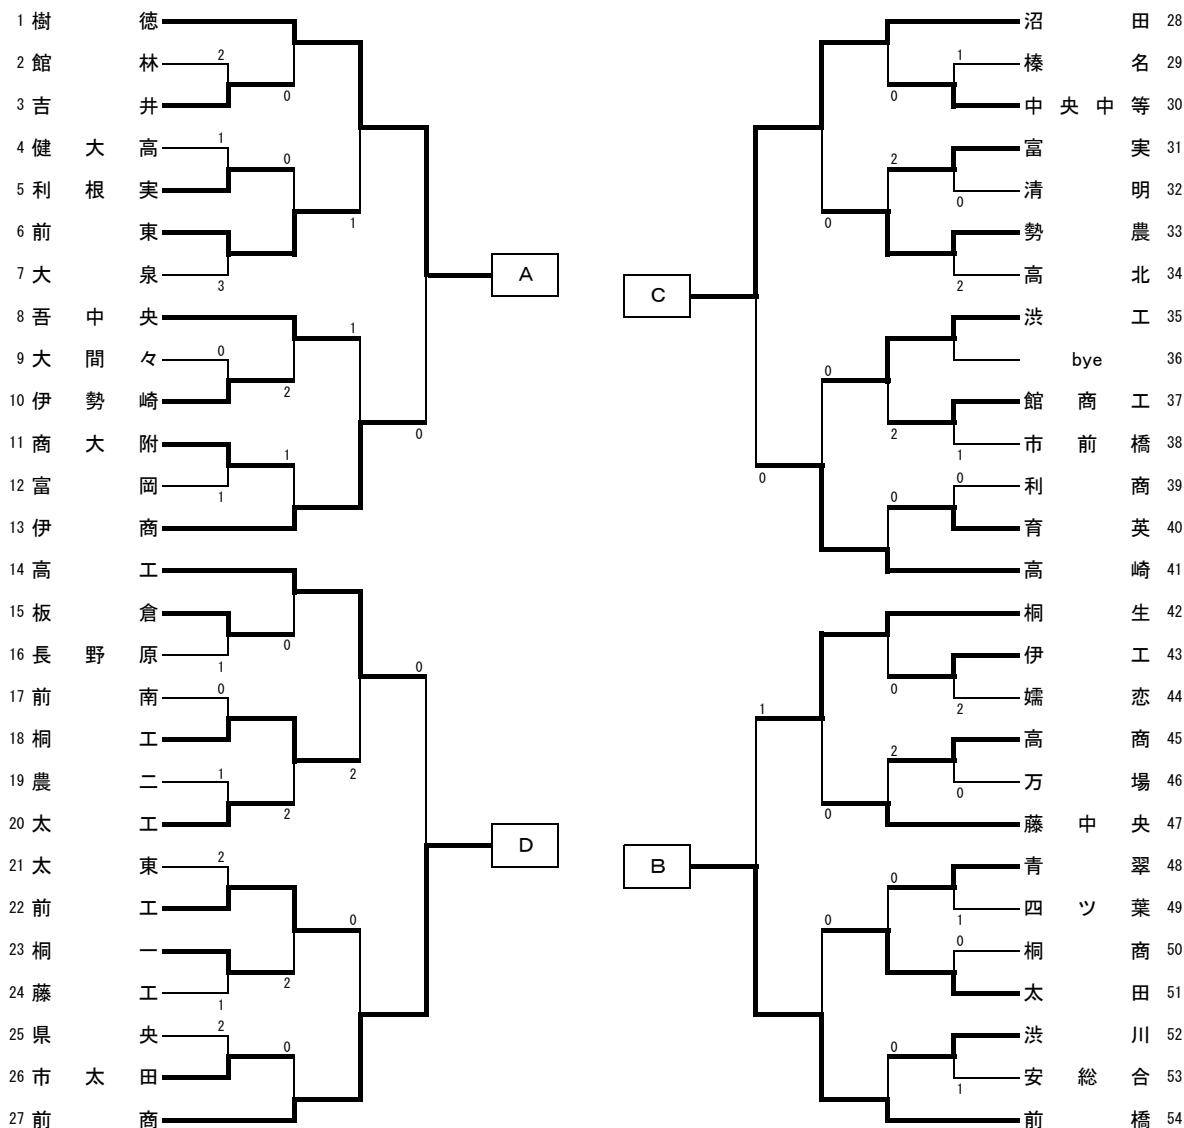 1 樹徳
2 館林
3 吉井
4 健大高
5 利根実
6 前東
7 大泉
8 吾中央
9 大間々
10 伊勢崎
11 商大附
12 富岡
13 伊商
14 高工
15 板倉
16 長野原
17 前南
18 桐工
19 農二
20 太工
21 太東
22 前工
23 桐一
24 藤工
25 県央
26 市太田
27 前商
2
0
1
0
3
1
1
0
2
1
1
0
0
1
0
0
1
2
2
0
2
0
2
1
2
0
A
D
C
B
沼田 28
榛名 29
中央中等 30
富実 31
清明 32
勢農 33
高北 34
渋工 35
bye 36
館商工 37
市前橋 38
利商 39
育英 40
高崎 41
桐生 42
伊工 43
嬬恋 44
高商 45
万場 46
藤中央 47
青翠 48
四ツ葉 49
桐商 50
太田 51
渋川 52
安総合 53
前橋 54
1
0
2
0
0
2
0
2
1
0
0
0
0
2
1
2
0
0
0
1
0
0
0
1